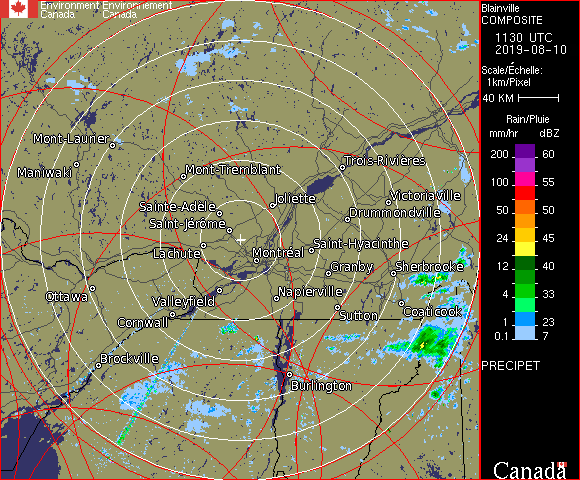 Environment Environnement
Canada Canada
Blainville
COMPOSITE
1130 UTC
2019-08-10
Scale/Échelle:
1km/Pixel
40 KM
Rain/Pluie
mm/hr dBZ
200 60
100 55
50 50
24 45
12 40
4 33
1 23
0.1 7
PRECIPET
Canada
Mont-Laurier
Maniwaki
Mont-Tremblant
Trois-Rivières
Sainte-Adele
Joliette
Victoriaville
Saint-Jérôme
Drummondville
Lachute
Montréal
Saint-Hyacinthe
Granby
Sherbrooke
Ottawa
Valleyfield
Napierville
Cornwall
Sutton
Coaticook
Brockville
Burlington